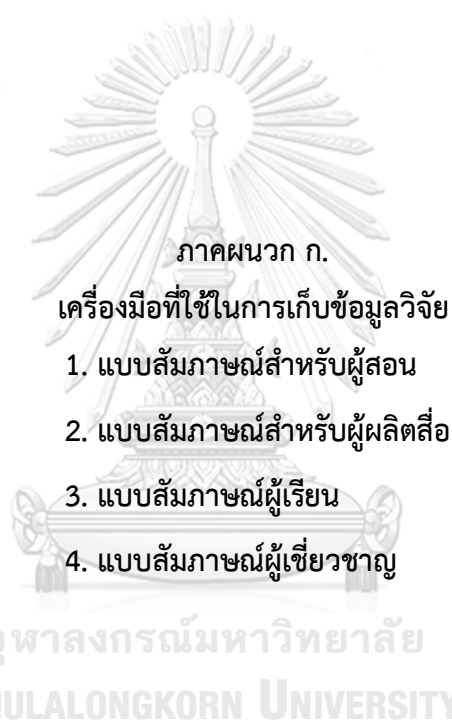 ภาคผนวก ก.
เครื่องมือที่ใช้ในการเก็บข้อมูลวิจัย
1. แบบสัมภาษณ์สำหรับผู้สอน
2. แบบสัมภาษณ์สำหรับผู้ผลิตสื่อ
3. แบบสัมภาษณ์ผู้เรียน
4. แบบสัมภาษณ์ผู้เชี่ยวชาญ
จุฬาลงกรณ์มหาวิทยาลัย
HULALONGKORN UNIVERSITY